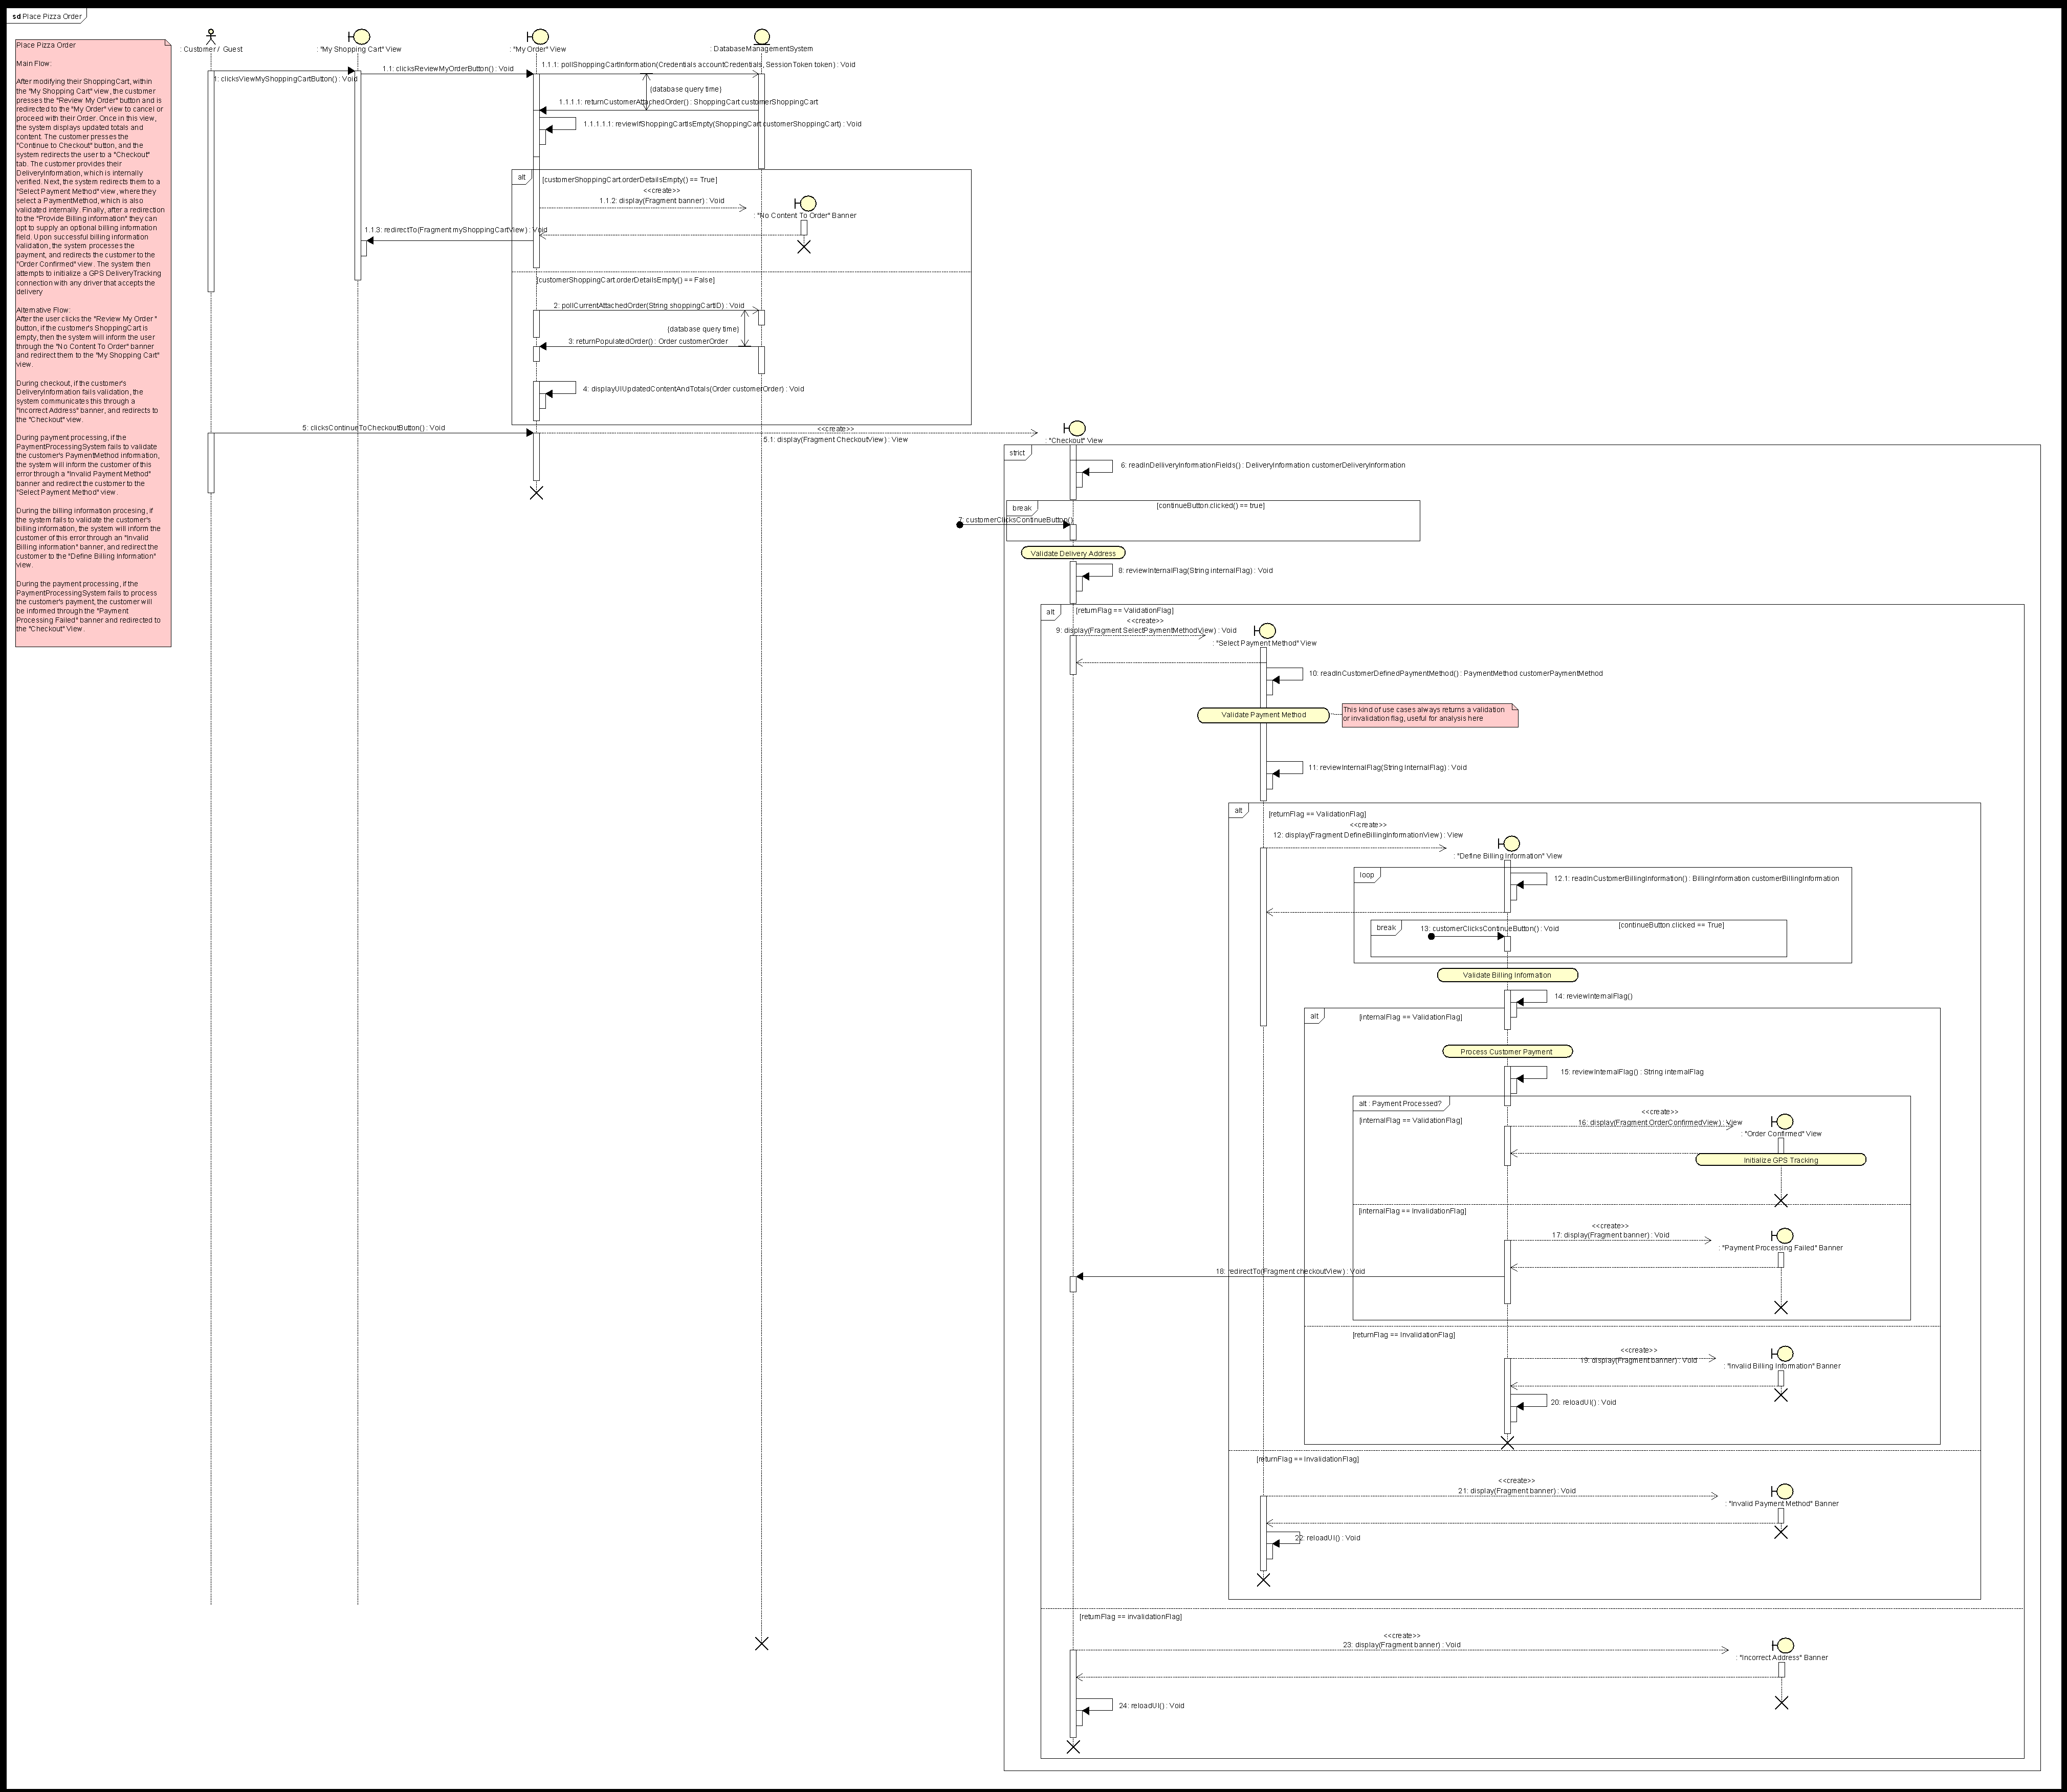 sd Place Pizza Order
Place Pizza Order
Main Flow:
After modifying their ShoppingCart, within
the "My Shopping Cart" view, the customer
presses the "Review My Order" button and is
redirected to the "My Order" view to cancel or
proceed with their Order. Once in this view,
the system displays updated totals and
content. The customer presses the
"Continue to Checkout" button, and the
system redirects the user to a "Checkout"
tab. The customer provides their
DeliveryInformation, which is internally
verified. Next, the system redirects them to a
"Select Payment Method" view, where they
select a PaymentMethod, which is also
validated internally. Finally, after a redirection
to the "Provide Billing information" they can
opt to supply an optional billing information
field. Upon successful billing information
validation, the system processes the
payment, and redirects the customer to the
"Order Confirmed" view. The system then
attempts to initialize a GPS DeliveryTracking
connection with any driver that accepts the
delivery
Alternative Flow:
After the user clicks the "Review My Order "
button, if the customer's ShoppingCart is
empty, then the system will inform the user
through the "No Content To Order" banner
and redirect them to the "My Shopping Cart"
view.
During checkout, if the customer's
DeliveryInformation fails validation, the
system communicates this through a
"Incorrect Address" banner, and redirects to
the "Checkout" view.
During payment processing, if the
PaymentProcessingSystem fails to validate
the customer's PaymentMethod information,
the system will inform the customer of this
error through a "Invalid Payment Method"
banner and redirect the customer to the
"Select Payment Method" view.
During the billing information procesing, if
the system fails to validate the customer's
billing information, the system will inform the
customer of this error through an "Invalid
Billing information" banner, and redirect the
customer to the "Define Billing Information"
view.
During the payment processing, if the
PaymentProcessingSystem fails to process
the customer's payment, the customer will
be informed through the "Payment
Processing Failed" banner and redirected to
the "Checkout" View.
: Customer / Guest
: "My Shopping Cart" View
: "My Order" View
: DatabaseManagementSystem
1: clicksViewMyShoppingCartButton() : Void
1.1: clicksReviewMyOrderButton() : Void
1.1.1: pollShoppingCartInformation(Credentials accountCredentials, SessionToken token) : Void
{database query time}
1.1.1.1: returnCustomerAttachedOrder() : ShoppingCart customerShoppingCart
1.1.1.1.1: reviewIfShoppingCartIsEmpty(ShoppingCart customerShoppingCart) : Void
alt
[customerShoppingCart.orderDetailsEmpty() == True]
<<create>>
1.1.2: display(Fragment banner) : Void
: "No Content To Order" Banner
1.1.3: redirectTo(Fragment myShoppingCartView) : Void
[customerShoppingCart.orderDetailsEmpty() == False]
2: pollCurrentAttachedOrder(String shoppingCartID) : Void
{database query time}
3: returnPopulatedOrder() : Order customerOrder
4: displayUIUpdatedContentAndTotals(Order customerOrder) : Void
5: clicksContinueToCheckoutButton() : Void
<<create>>
5.1: display(Fragment CheckoutView) : View
: "Checkout" View
strict
6: readInDelliveryInformationFields() : DeliveryInformation customerDeliveryInformation
break
[continueButton.clicked() == true]
7: customerClicksContinueButton()
Validate Delivery Address
8: reviewInternalFlag(String internalFlag) : Void
alt
[returnFlag == ValidationFlag]
<<create>>
9: display(Fragment SelectPaymentMethodView) : Void
: "Select Payment Method" View
10: readInCustomerDefinedPaymentMethod() : PaymentMethod customerPaymentMethod
Validate Payment Method
This kind of use cases always returns a validation
or invalidation flag, useful for analysis here
11: reviewInternalFlag(String InternalFlag) : Void
alt
[returnFlag == ValidationFlag]
<<create>>
12: display(Fragment DefineBillingInformationView) : View
: "Define Billing Information" View
loop
12.1: readInCustomerBillingInformation() : BillingInformation customerBillingInformation
break
[continueButton.clicked == True]
13: customerClicksContinueButton() : Void
Validate Billing Information
14: reviewInternalFlag()
alt
[internalFlag == ValidationFlag]
Process Customer Payment
15: reviewInternalFlag() : String internalFlag
alt : Payment Processed?
[internalFlag == ValidationFlag]
<<create>>
16: display(Fragment OrderConfirmedView) : View
: "Order Confirmed" View
Initialize GPS Tracking
[internalFlag == InvalidationFlag]
<<create>>
17: display(Fragment banner) : Void
: "Payment Processing Failed" Banner
18: redirectTo(Fragment checkoutView) : Void
[returnFlag == InvalidationFlag]
<<create>>
19: display(Fragment banner) : Void
: "Invalid Billing Information" Banner
20: reloadUI() : Void
[returnFlag == InvalidationFlag]
<<create>>
21: display(Fragment banner) : Void
: "Invalid Payment Method" Banner
22: reloadUI() : Void
[returnFlag == invalidationFlag]
<<create>>
23: display(Fragment banner) : Void
: "Incorrect Address" Banner
24: reloadUI() : Void